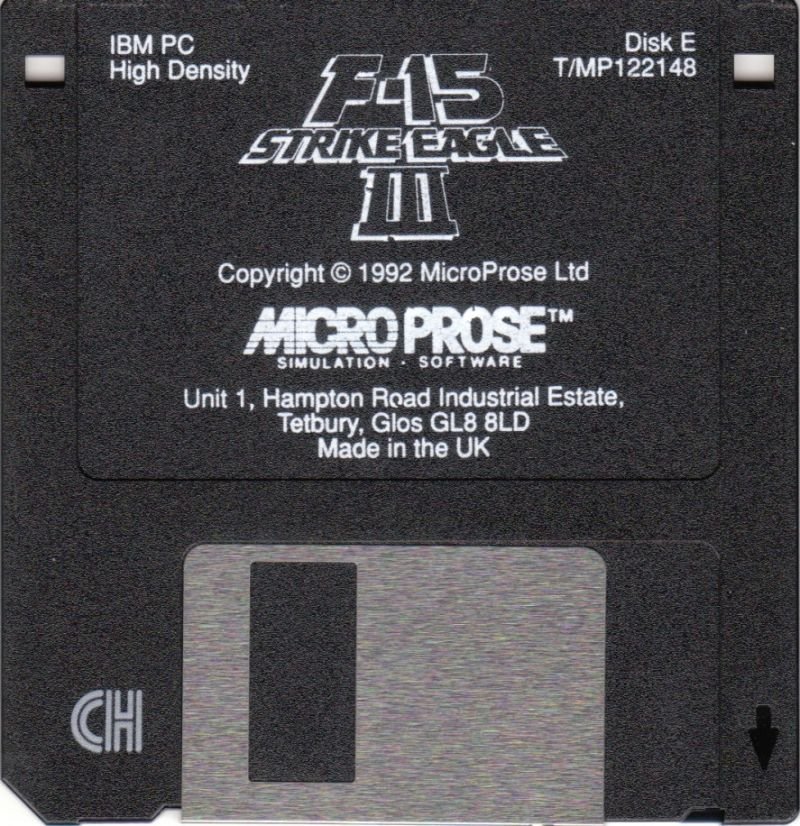 IBM PC
High Density
Disk E
T/MP122148
F-15
STRIKE EAGLE
III
Copyright © 1992 MicroProse Ltd
MICRO PROSE™
SIMULATION · SOFTWARE
Unit 1, Hampton Road Industrial Estate,
Tetbury, Glos GL8 8LD
Made in the UK
CH